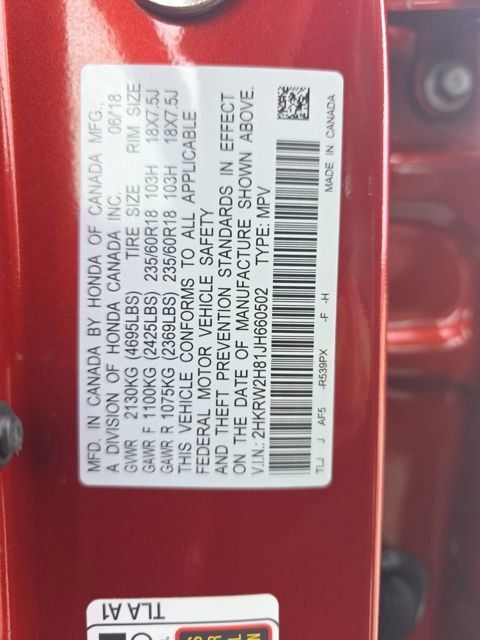 MFD. IN CANADA BY HONDA OF CANADA MFG.,
A DIVISION OF HONDA CANADA INC. 06/18
GVWR 2130KG (4695LBS) TIRE SIZE RIM SIZE
GAWR F 1100KG (2425LBS) 235/60R18 103H 18X7.5J
GAWR R 1075KG (2369LBS) 235/60R18 103H 18X7.5J
THIS VEHICLE CONFORMS TO ALL APPLICABLE
FEDERAL MOTOR VEHICLE SAFETY
AND THEFT PREVENTION STANDARDS IN EFFECT
ON THE DATE OF MANUFACTURE SHOWN ABOVE.
V.I.N.: 2HKRW2H81JH660502 TYPE: MPV
TLJ J AF5 -R539PX -F -H
MADE IN CANADA
TLA A1